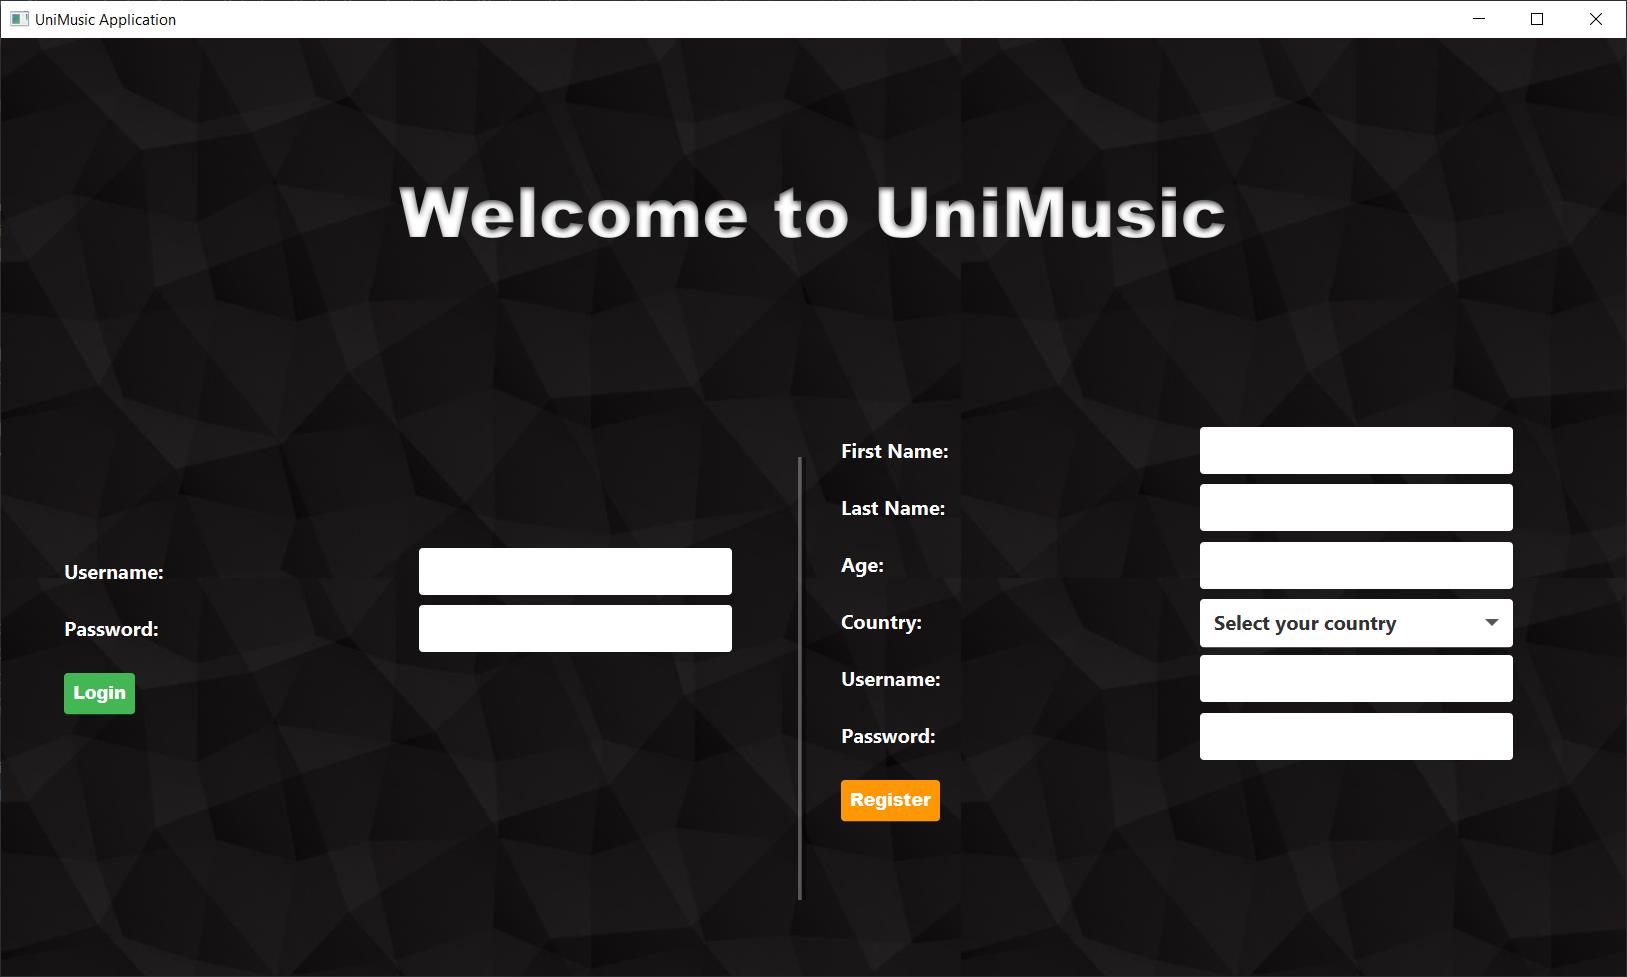 UniMusic Application
Welcome to UniMusic
Username:
Password:
Login
First Name:
Last Name:
Age:
Country:
Select your country
Username:
Password:
Register